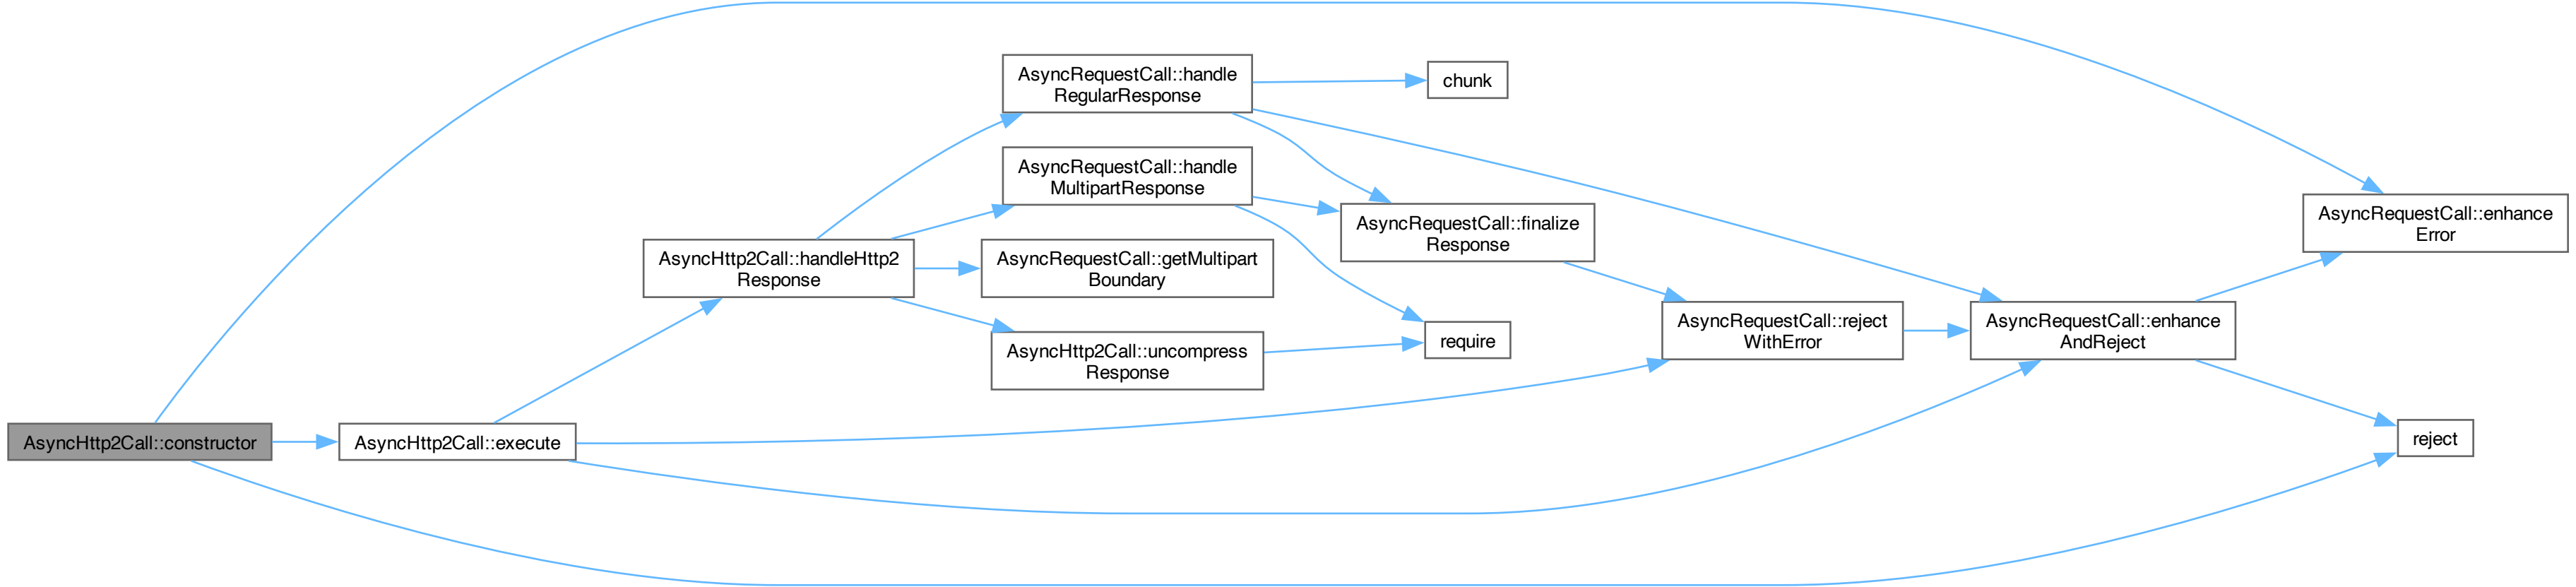 AsyncHttp2Call::constructor
AsyncHttp2Call::execute
AsyncHttp2Call::handleHttp2
Response
AsyncRequestCall::handle
RegularResponse
AsyncRequestCall::handle
MultipartResponse
AsyncRequestCall::getMultipart
Boundary
AsyncHttp2Call::uncompress
Response
chunk
AsyncRequestCall::finalize
Response
require
AsyncRequestCall::reject
WithError
AsyncRequestCall::enhance
AndReject
AsyncRequestCall::enhance
Error
reject